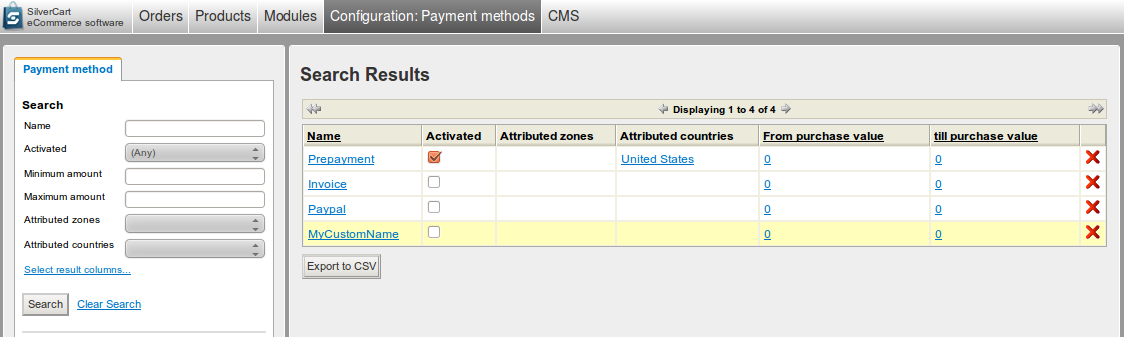 SilverCart
eCommerce software
Orders Products Modules Configuration: Payment methods CMS
Payment method
Search
Name
Activated (Any)
Minimum amount
Maximum amount
Attributed zones
Attributed countries
Select result columns...
Search Clear Search
Search Results
Displaying 1 to 4 of 4
Name Activated Attributed zones Attributed countries From purchase value till purchase value
Prepayment United States 0 0
Invoice 0 0
Paypal 0 0
MyCustomName 0 0
Export to CSV